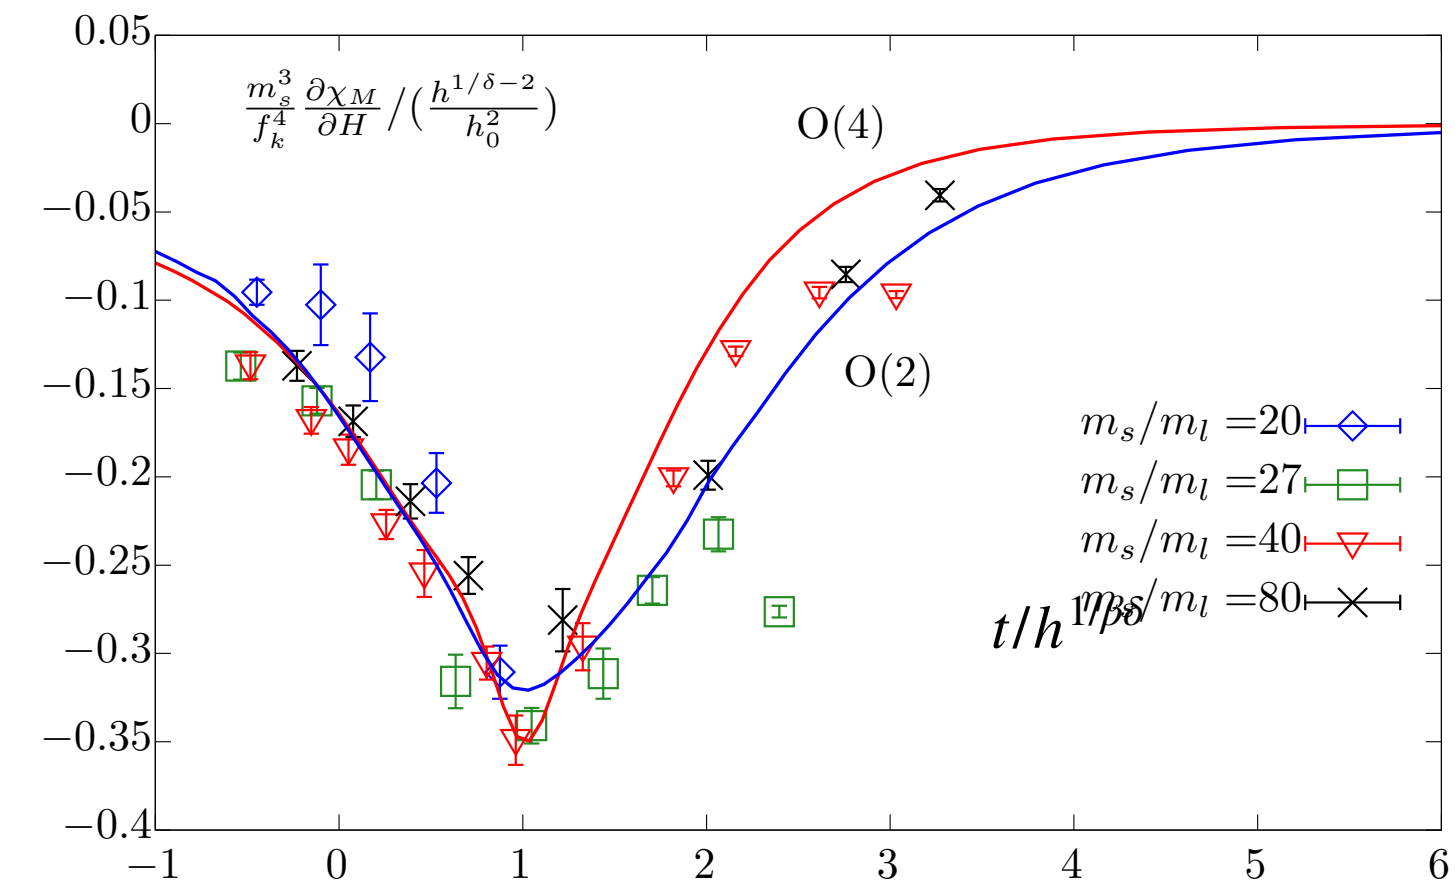 0.05
0
−0.05
−0.1
−0.15
−0.2
−0.25
−0.3
−0.35
−0.4
m_s^3/f_k^4 ∂χ_M/∂H /(h^{1/δ−2}/h_0^2)
O(4)
O(2)
m_s/m_l =20
m_s/m_l =27
m_s/m_l =40
m_s/m_l =80
t/h^{1/βδ}
−1 0 1 2 3 4 5 6